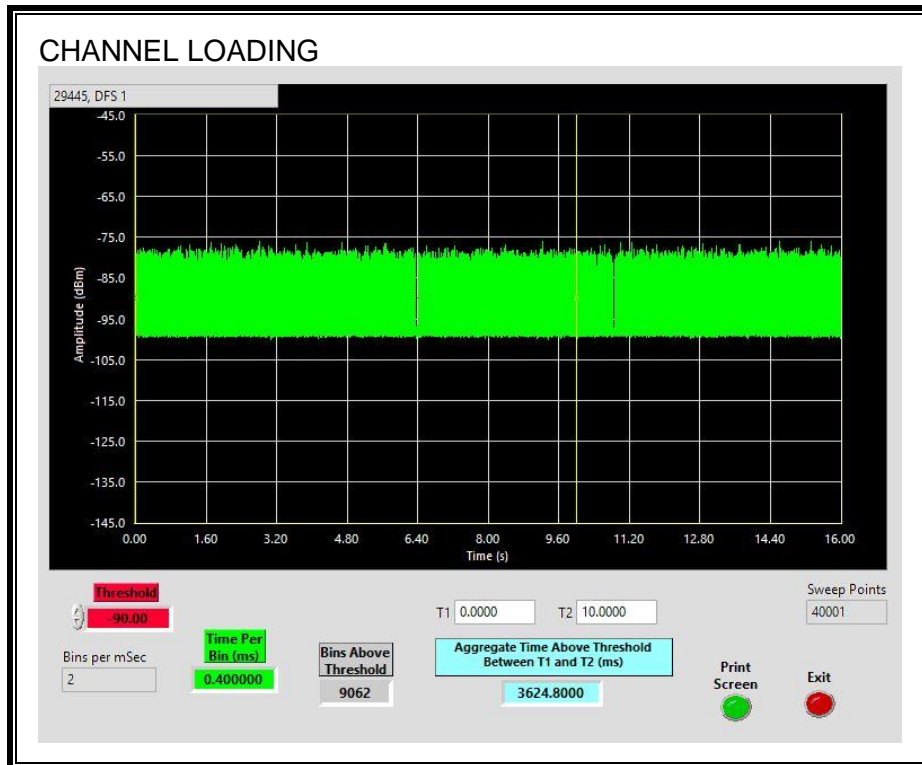 CHANNEL LOADING
29445, DFS 1
Amplitude (dBm)
-45.0
-55.0
-65.0
-75.0
-85.0
-95.0
-105.0
-115.0
-125.0
-135.0
-145.0
0.00 1.60 3.20 4.80 6.40 8.00 9.60 11.20 12.80 14.40 16.00
Time (s)
Threshold
-90.00
Bins per mSec
2
Time Per
Bin (ms)
0.400000
Bins Above
Threshold
9062
T1 0.0000 T2 10.0000
Aggregate Time Above Threshold
Between T1 and T2 (ms)
3624.8000
Sweep Points
40001
Print
Screen
Exit